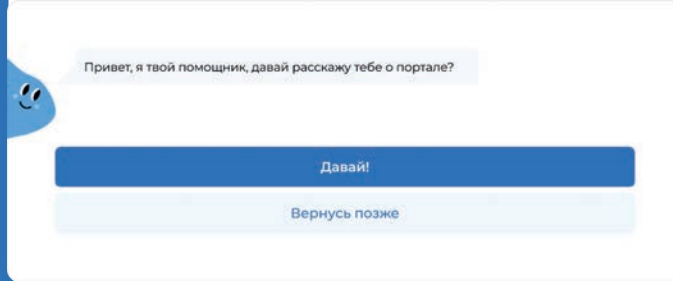 Привет, я твой помощник, давай расскажу тебе о портале?
Давай!
Вернусь позже